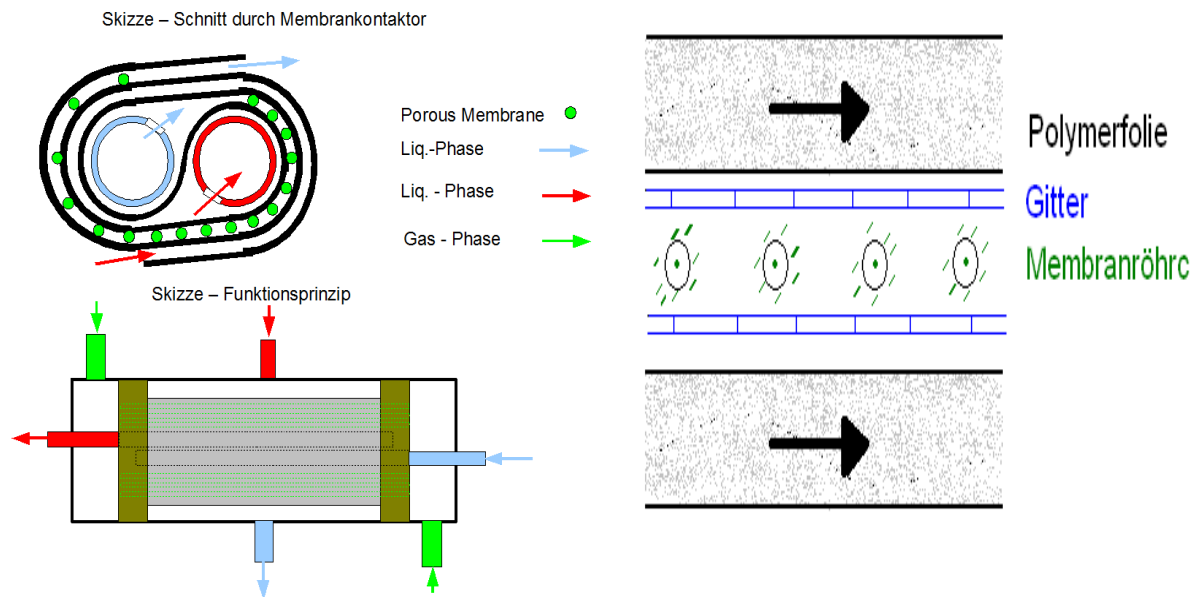 Skizze – Schnitt durch Membrankontaktor
Porous Membrane
Liq.-Phase
Liq. - Phase
Gas - Phase
Skizze – Funktionsprinzip
Polymerfolie
Gitter
Membranröhrc